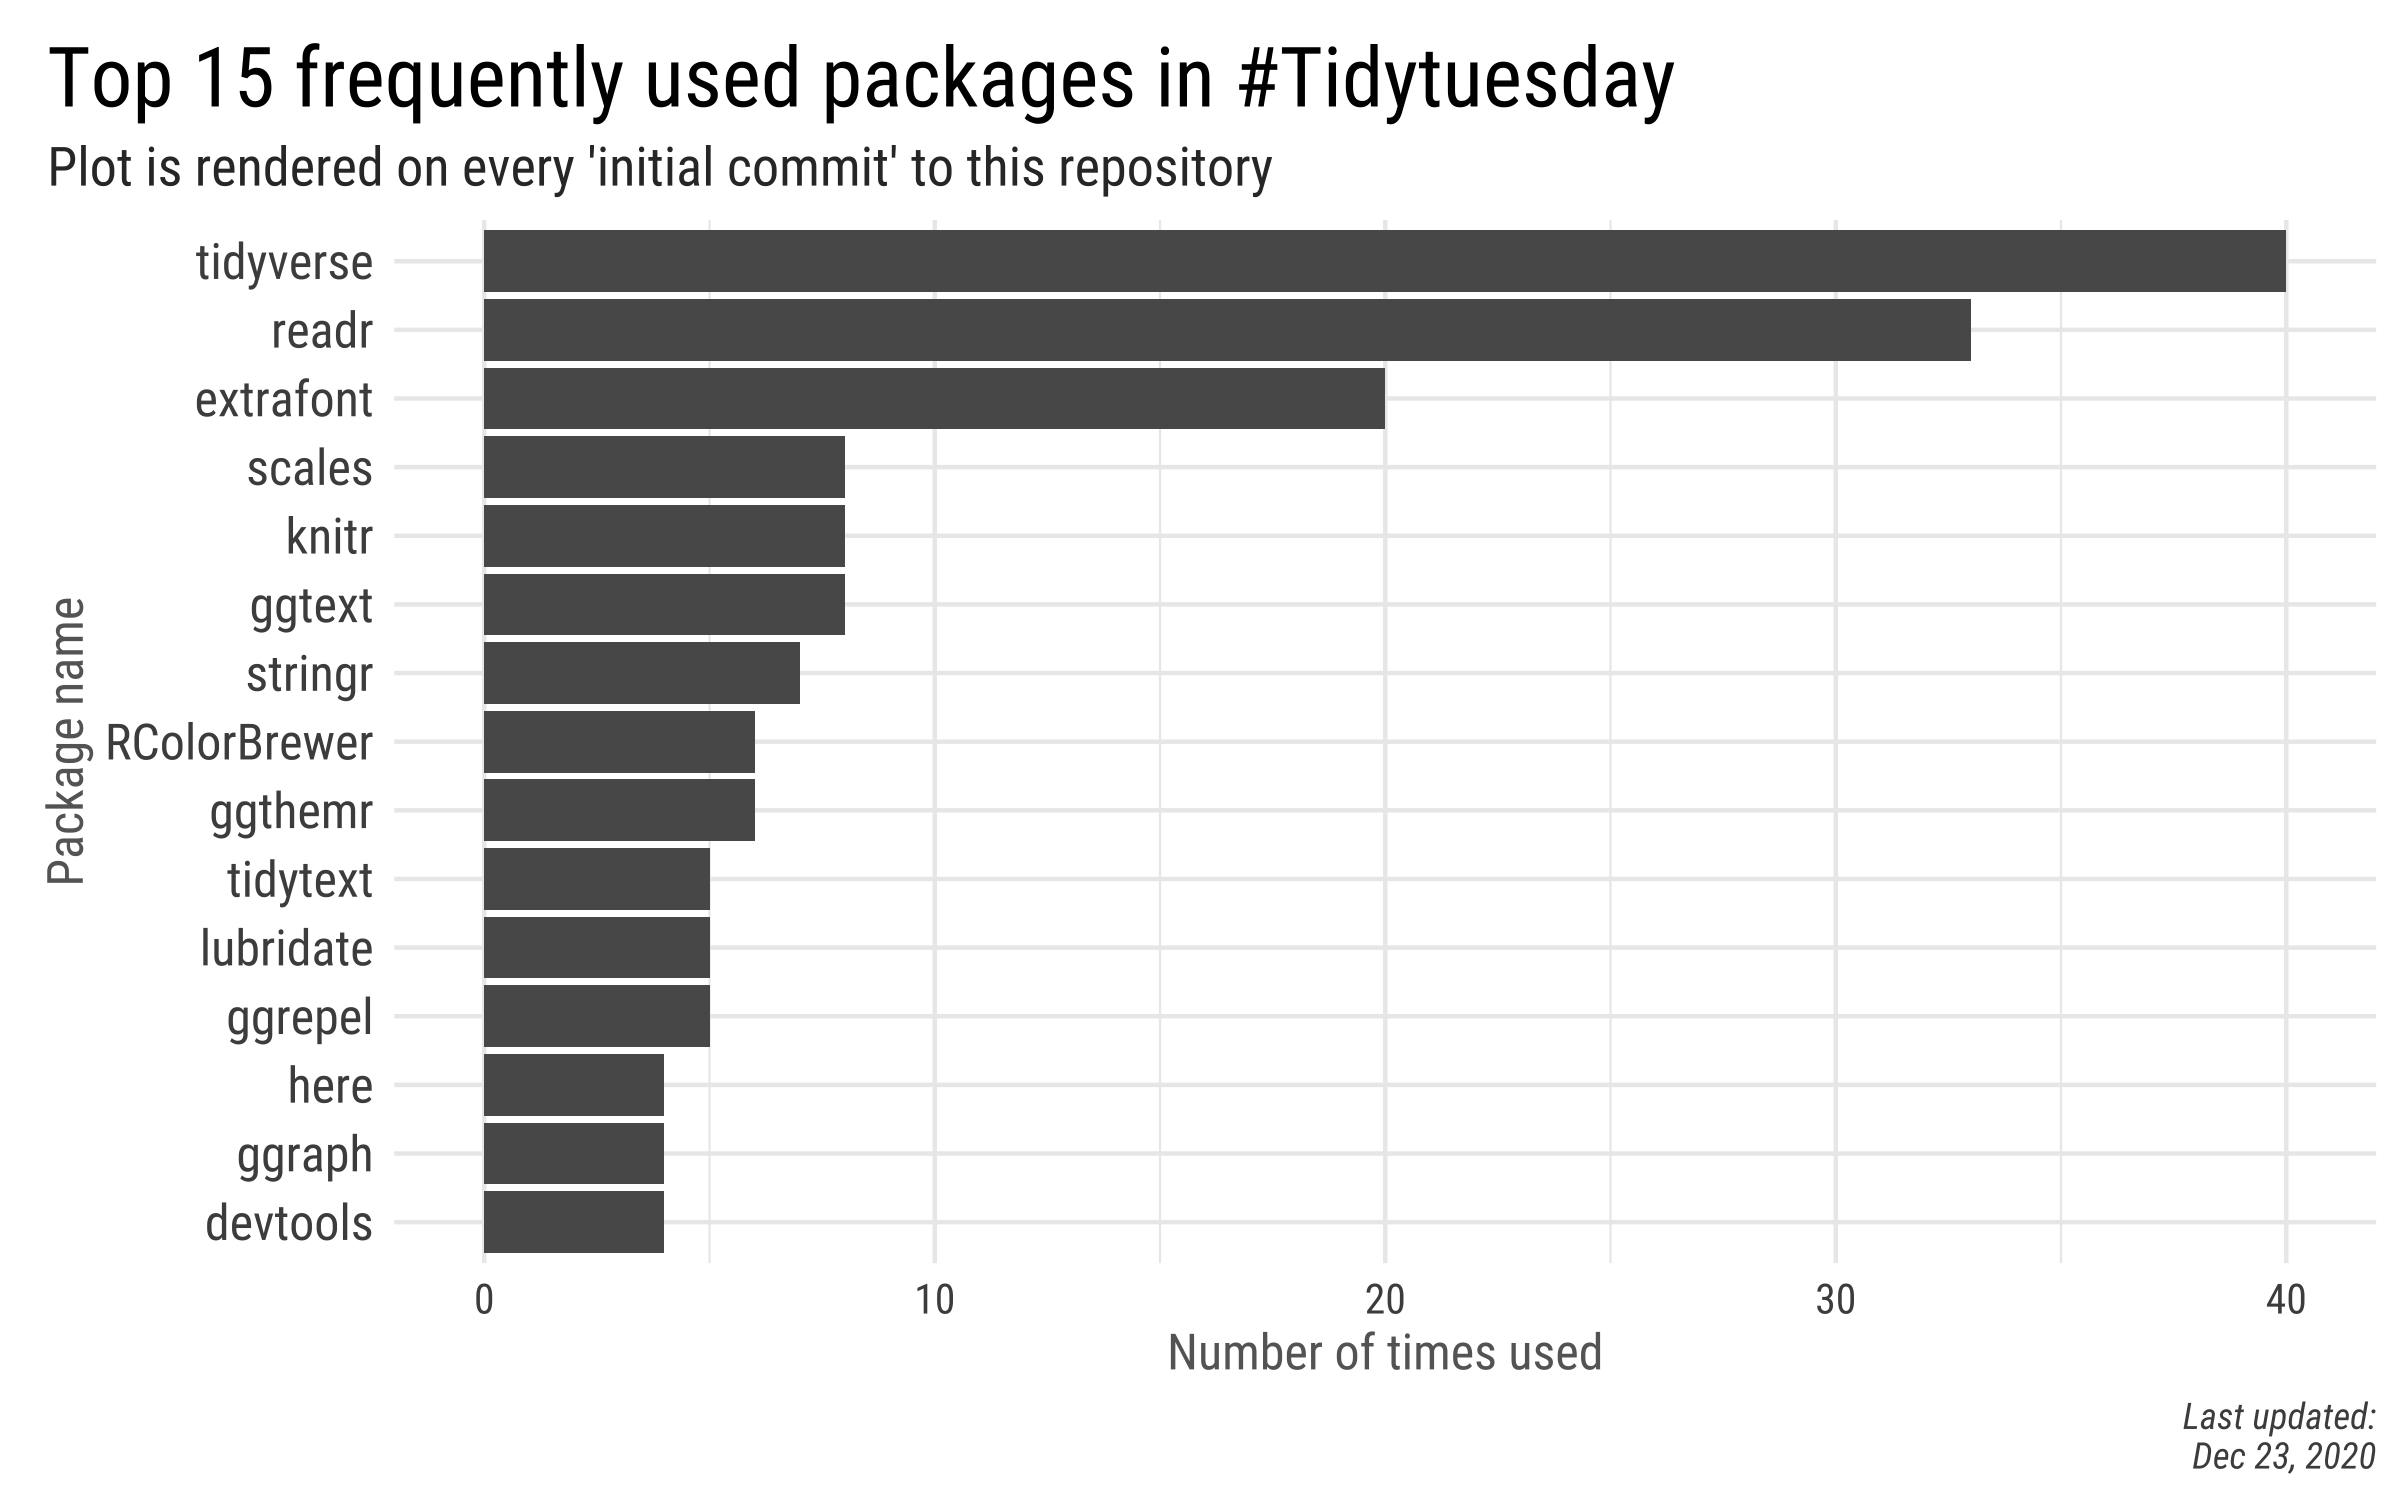 Top 15 frequently used packages in #Tidytuesday
Plot is rendered on every 'initial commit' to this repository
Package name
tidyverse
readr
extrafont
scales
knitr
ggtext
stringr
RColorBrewer
ggthemr
tidytext
lubridate
ggrepel
here
ggraph
devtools
0 10 20 30 40
Number of times used
Last updated:
Dec 23, 2020